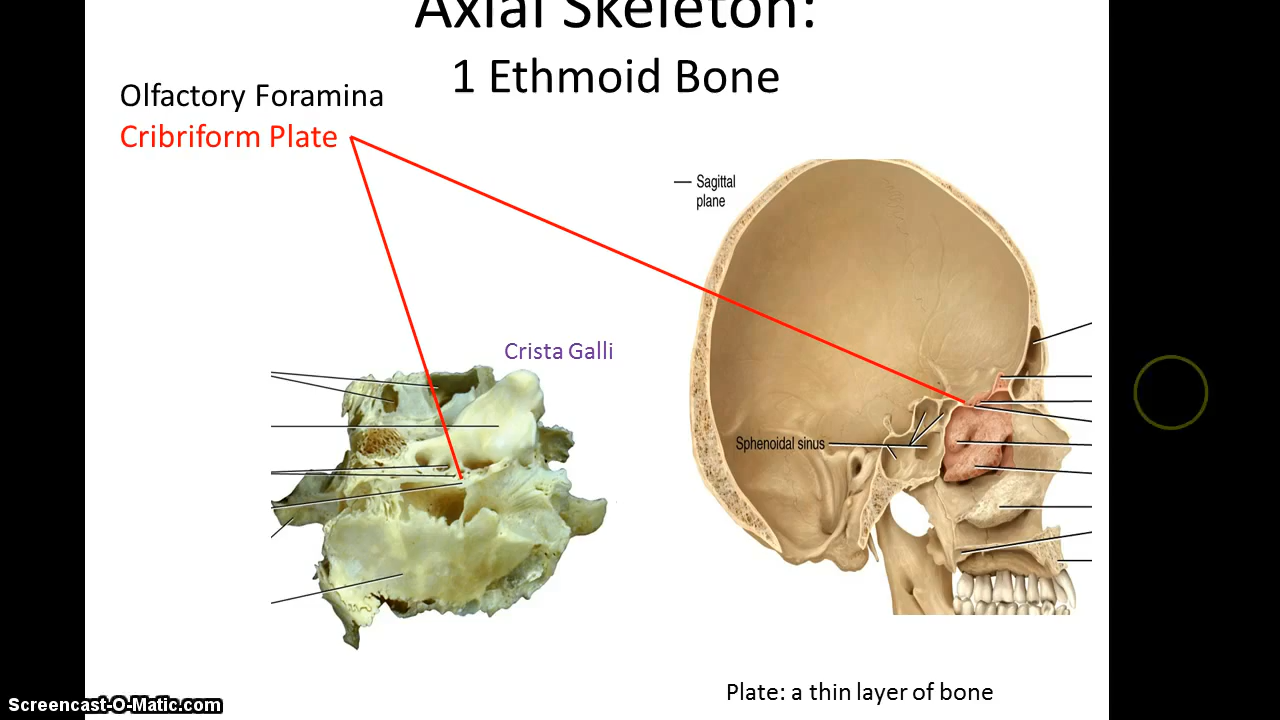 Axial Skeleton:
1 Ethmoid Bone
Olfactory Foramina
Cribriform Plate
Sagittal
plane
Crista Galli
Sphenoidal sinus
Plate: a thin layer of bone
Screencast-O-Matic.com